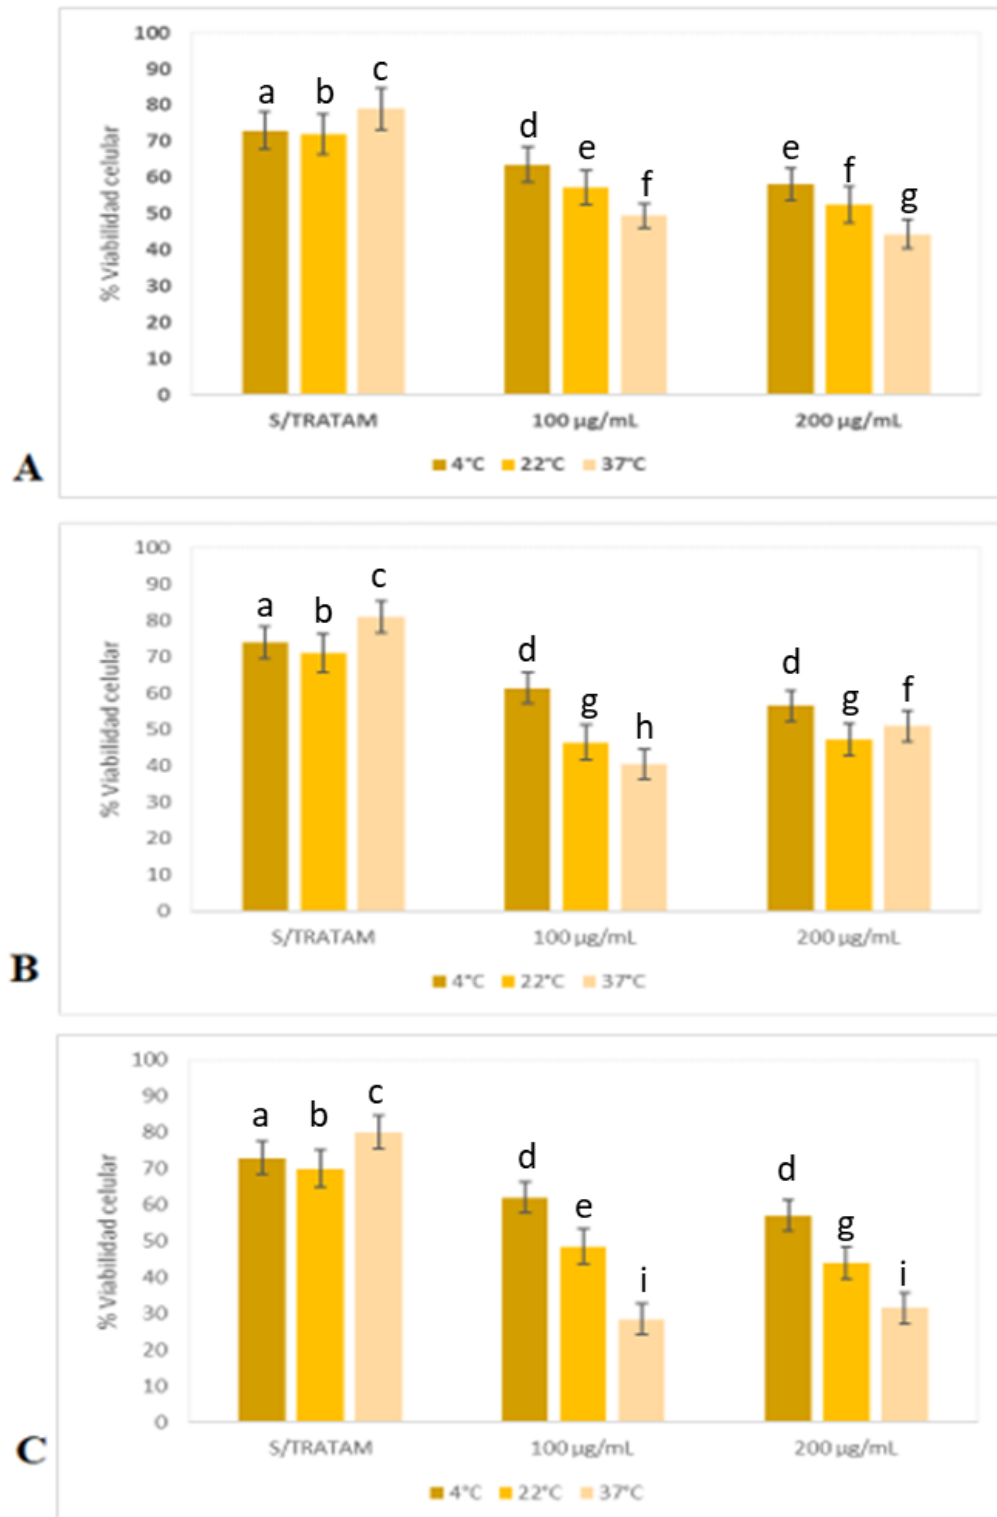 100
90
80
70
60
50
40
30
20
10
0
% Viabilidad celular
a b c
d e f
e f g
S/TRATAM 100 µg/mL 200 µg/mL
4°C 22°C 37°C
A
100
90
80
70
60
50
40
30
20
10
0
% Viabilidad celular
a b c
d g h
d g f
S/TRATAM 100 µg/mL 200 µg/mL
4°C 22°C 37°C
B
100
90
80
70
60
50
40
30
20
10
0
% Viabilidad celular
a b c
d e i
d g i
S/TRATAM 100 µg/mL 200 µg/mL
4°C 22°C 37°C
C